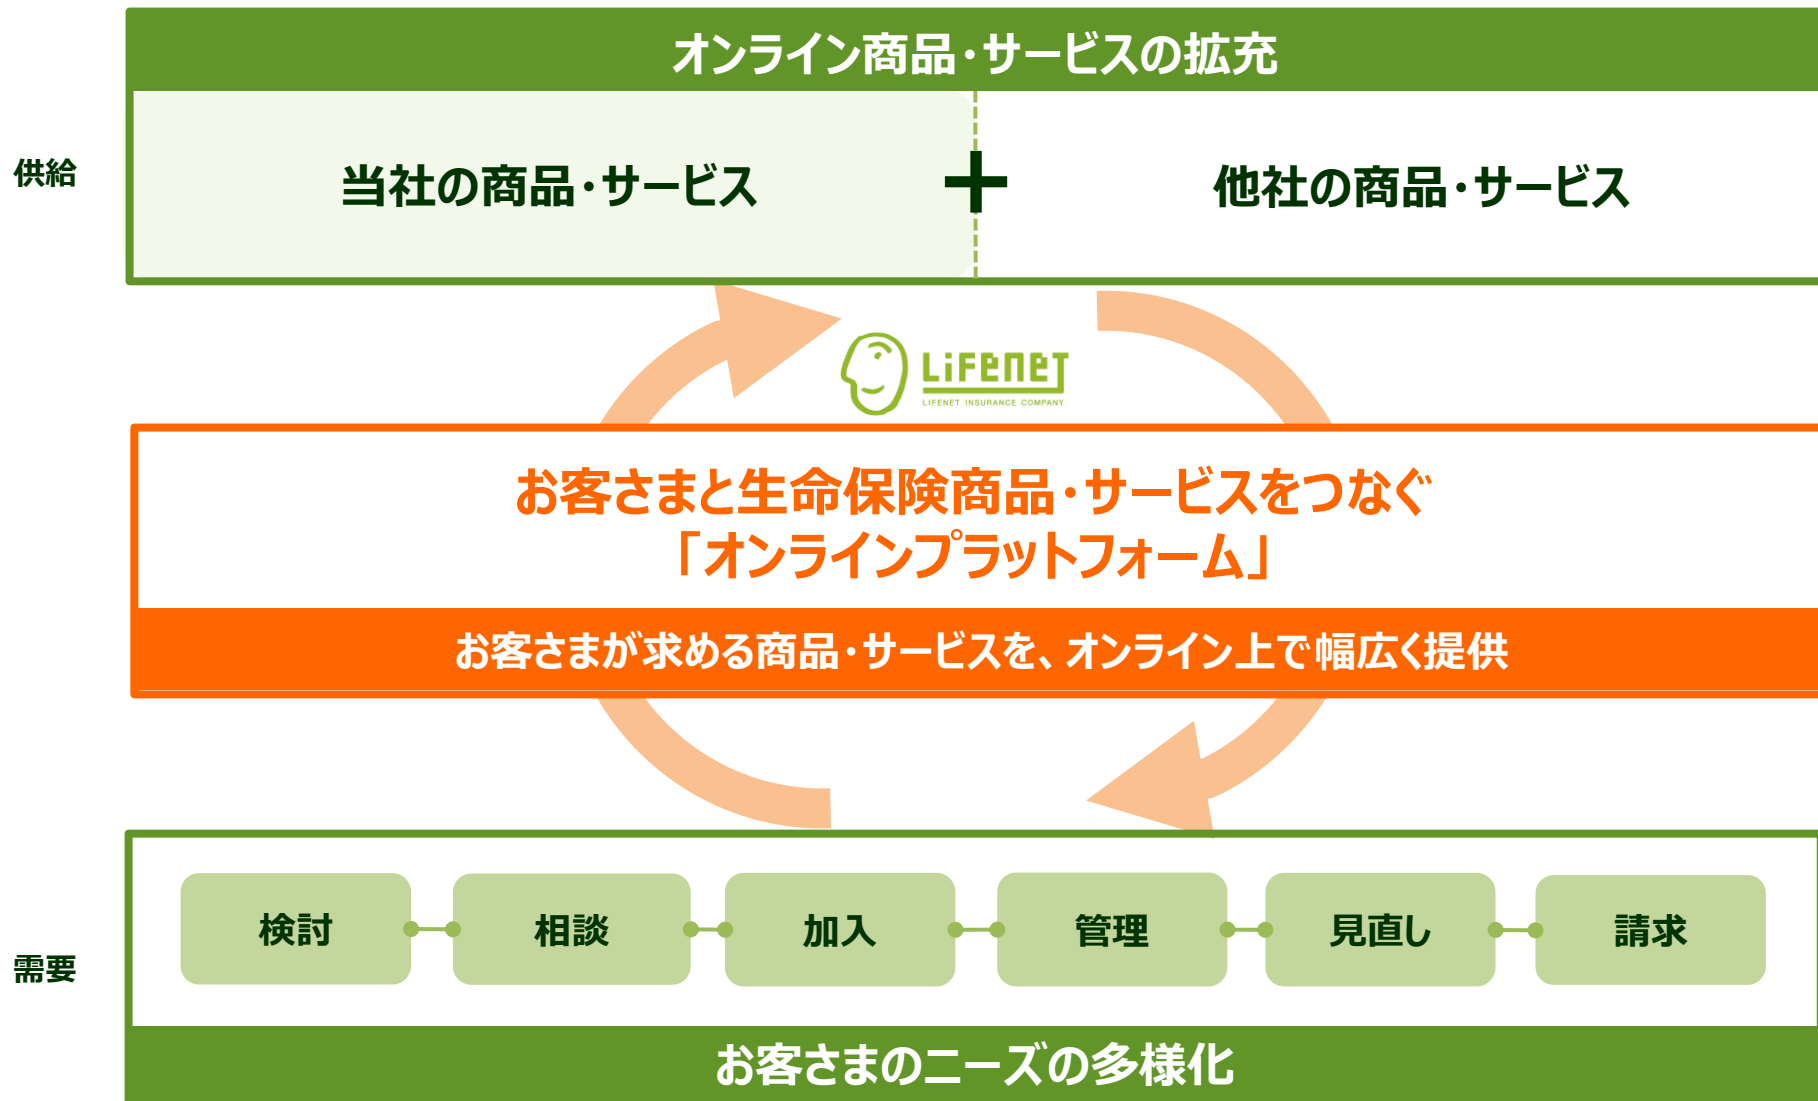 オンライン商品・サービスの拡充
供給
当社の商品・サービス
+
他社の商品・サービス
LIFENET
LIFENET INSURANCE COMPANY
お客さまと生命保険商品・サービスをつなぐ
「オンラインプラットフォーム」
お客さまが求める商品・サービスを、オンライン上で幅広く提供
検討
相談
加入
管理
見直し
請求
需要
お客さまのニーズの多様化